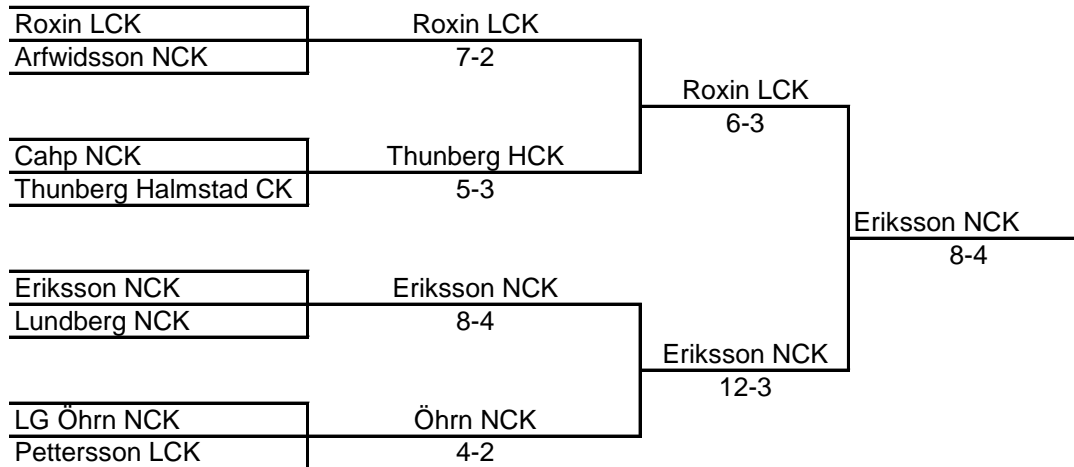 Roxin LCK
Roxin LCK
Arfwidsson NCK
7-2
Roxin LCK
6-3
Cahp NCK
Thunberg HCK
Thunberg Halmstad CK
5-3
Eriksson NCK
8-4
Eriksson NCK
Eriksson NCK
Lundberg NCK
8-4
Eriksson NCK
12-3
LG Öhrn NCK
Öhrn NCK
Pettersson LCK
4-2